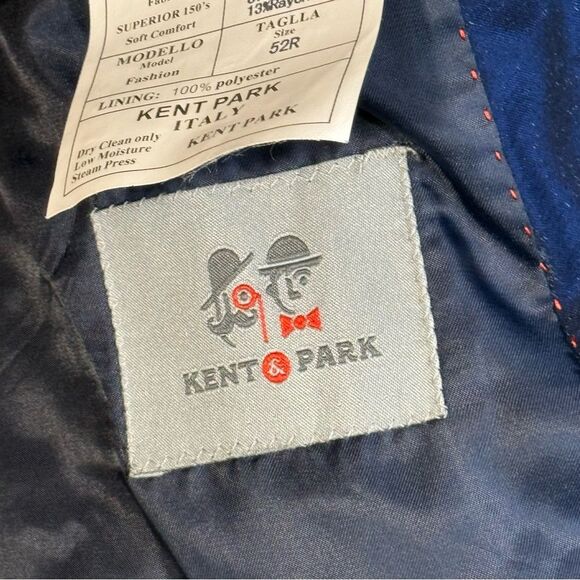 SUPERIOR 150'S
Soft Comfort
MODELLO
Model
Fashion
TAGLLA
Size
52R
LINING: 100% polyester
KENT PARK
ITALY
KENT PARK
Dry Clean only
Low Moisture
Steam Press
KENT & PARK